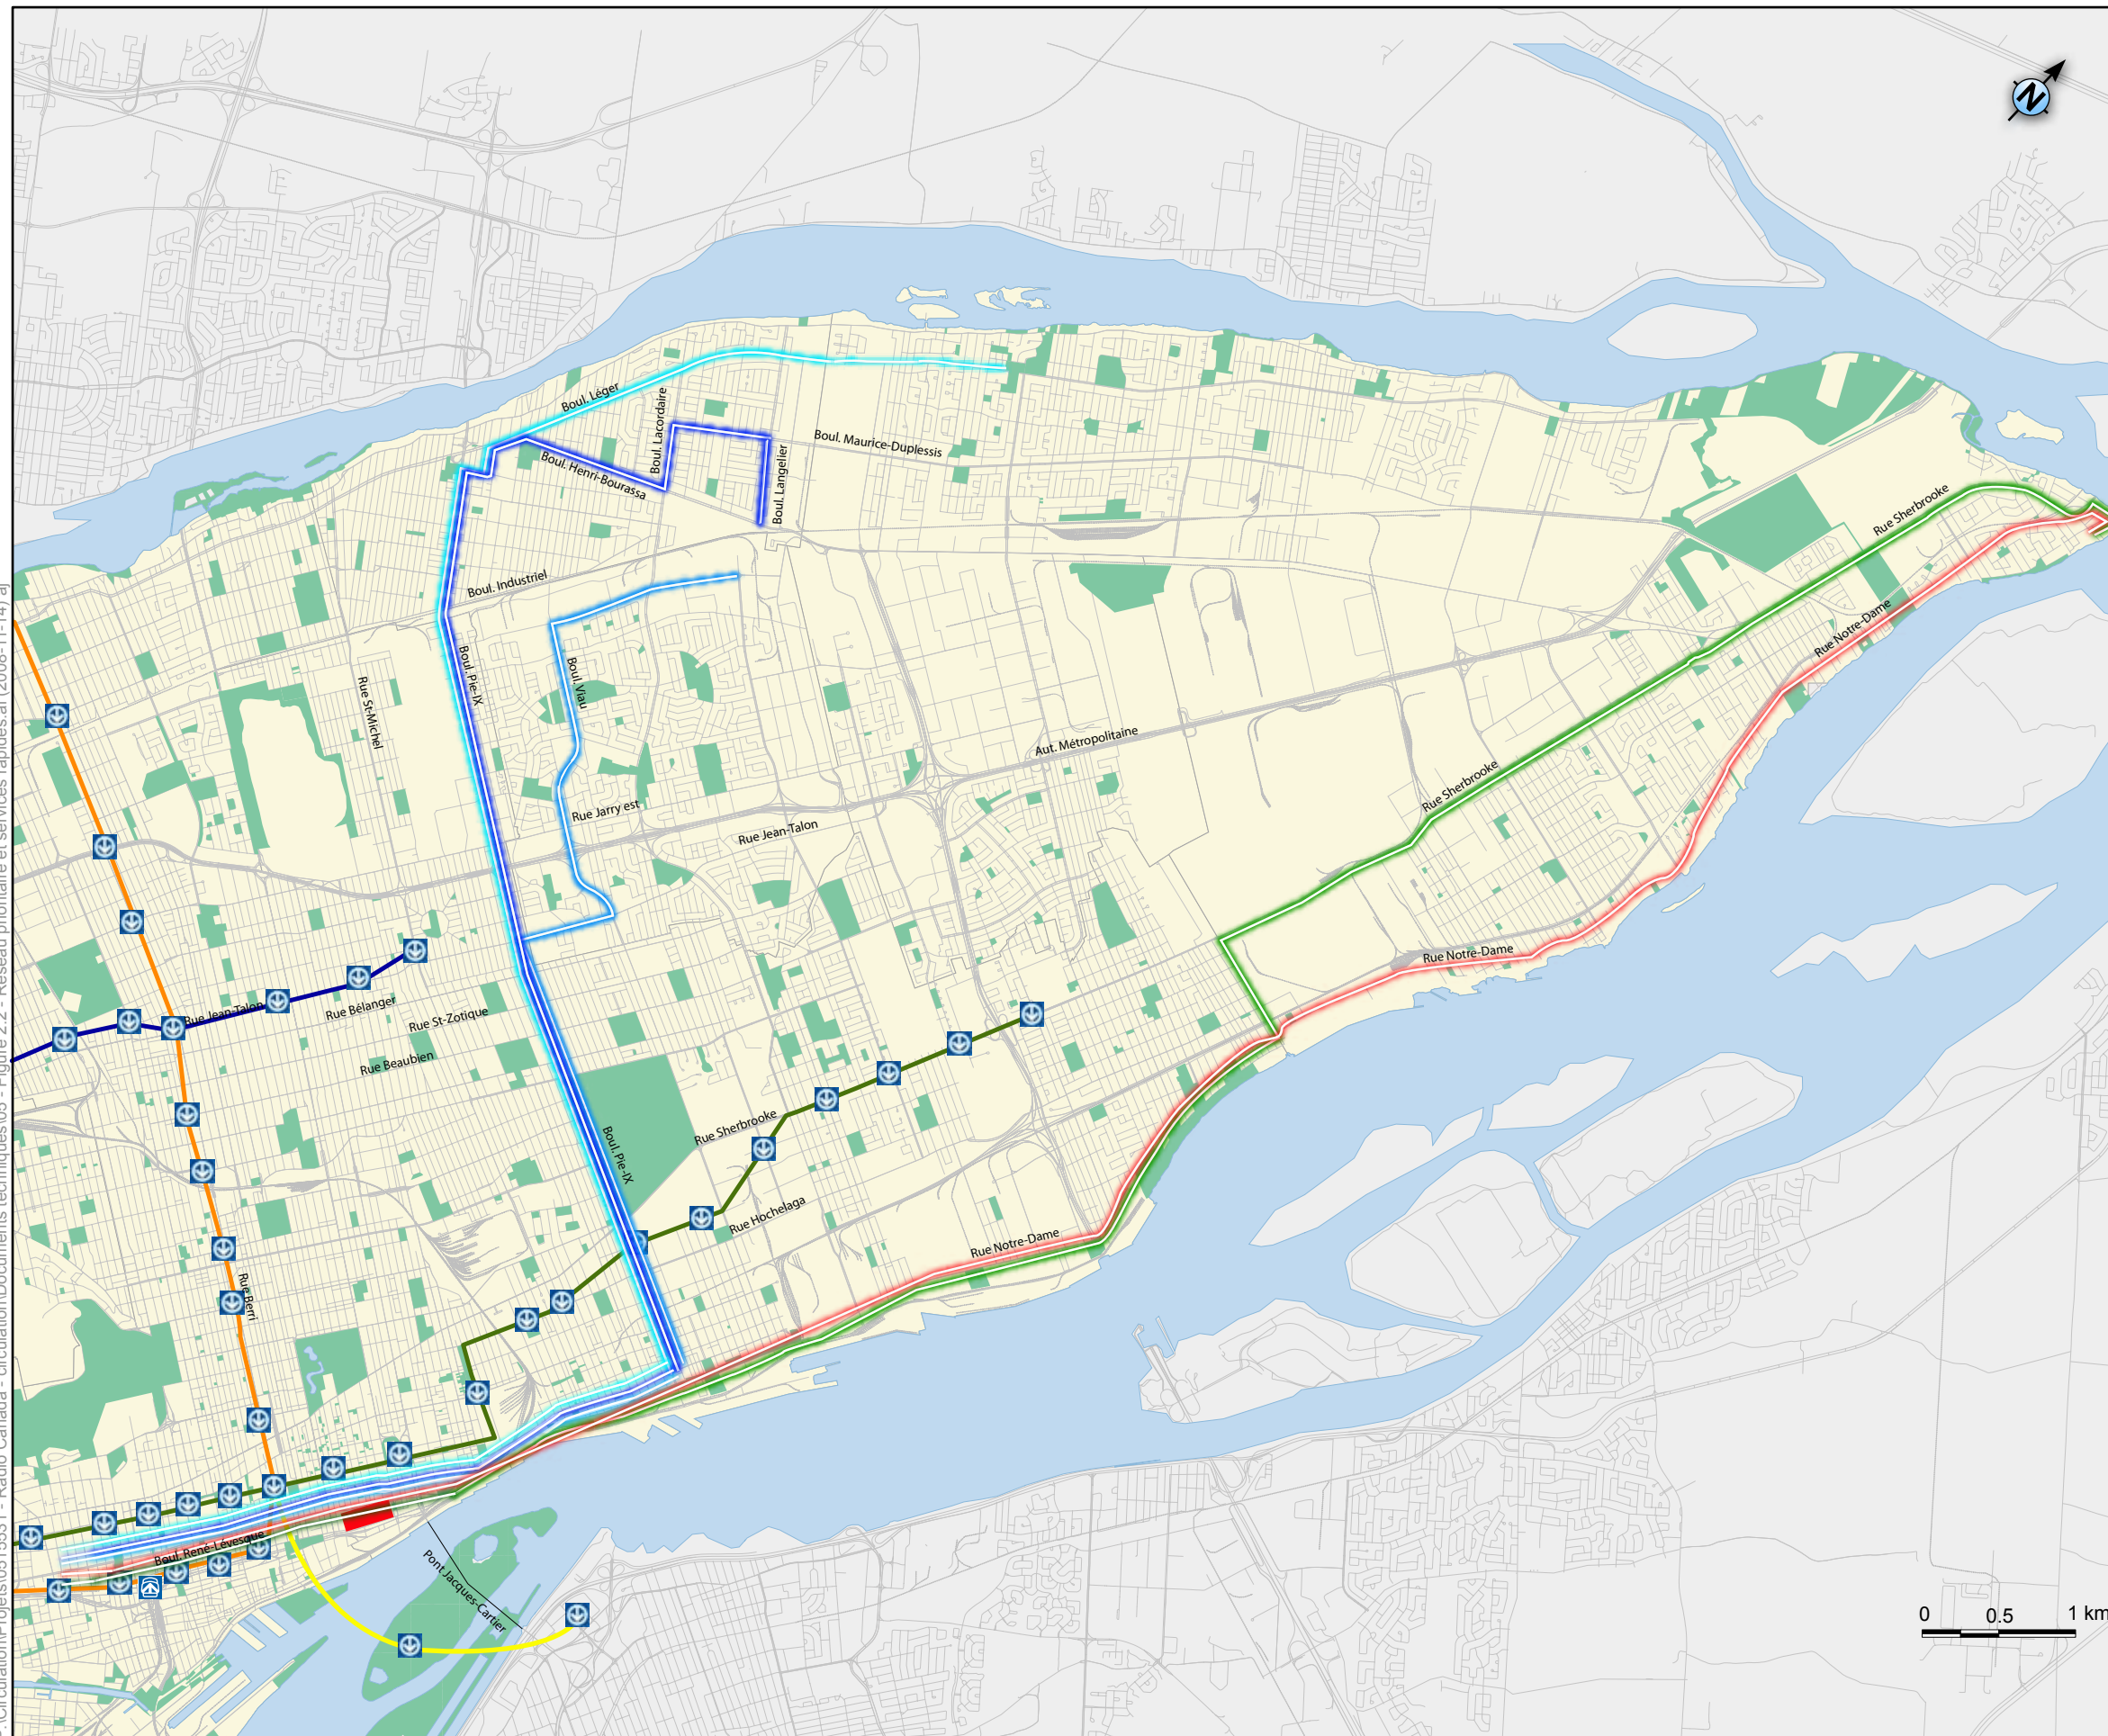 N
Boul. Léger
Boul. Lacordaire
Boul. Maurice-Duplessis
Boul. Henri-Bourassa
Boul. Langelier
Rue Sherbrooke
Boul. Industriel
Rue Notre-Dame
Boul. Pie-IX
Boul. Viau
Rue St-Michel
Aut. Métropolitaine
Rue Sherbrooke
Rue Jarry est
Rue Jean-Talon
Rue Notre-Dame
Rue Jean-Talon
Rue Bélanger
Rue St-Zotique
Rue Beaubien
Rue Sherbrooke
Boul. Pie-IX
Rue Hochelaga
Rue Notre-Dame
Rue Berri
Boul. René-Lévesque
Pont Jacques-Cartier
0 0.5 1 km